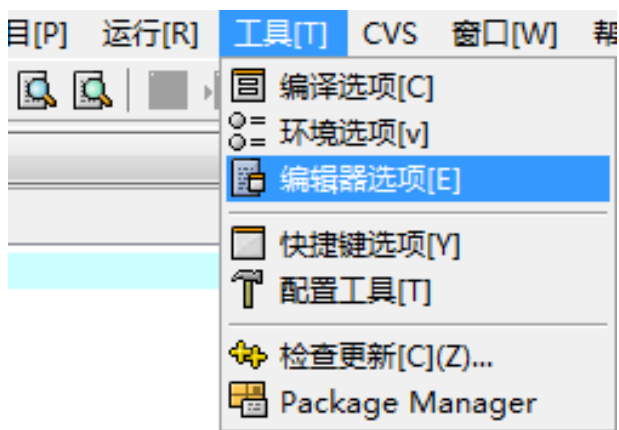 目[P] 运行[R] 工具[T] CVS 窗口[W] 帮
编译选项[C]
环境选项[v]
编辑器选项[E]
快捷键选项[Y]
配置工具[T]
检查更新[C](Z)...
Package Manager